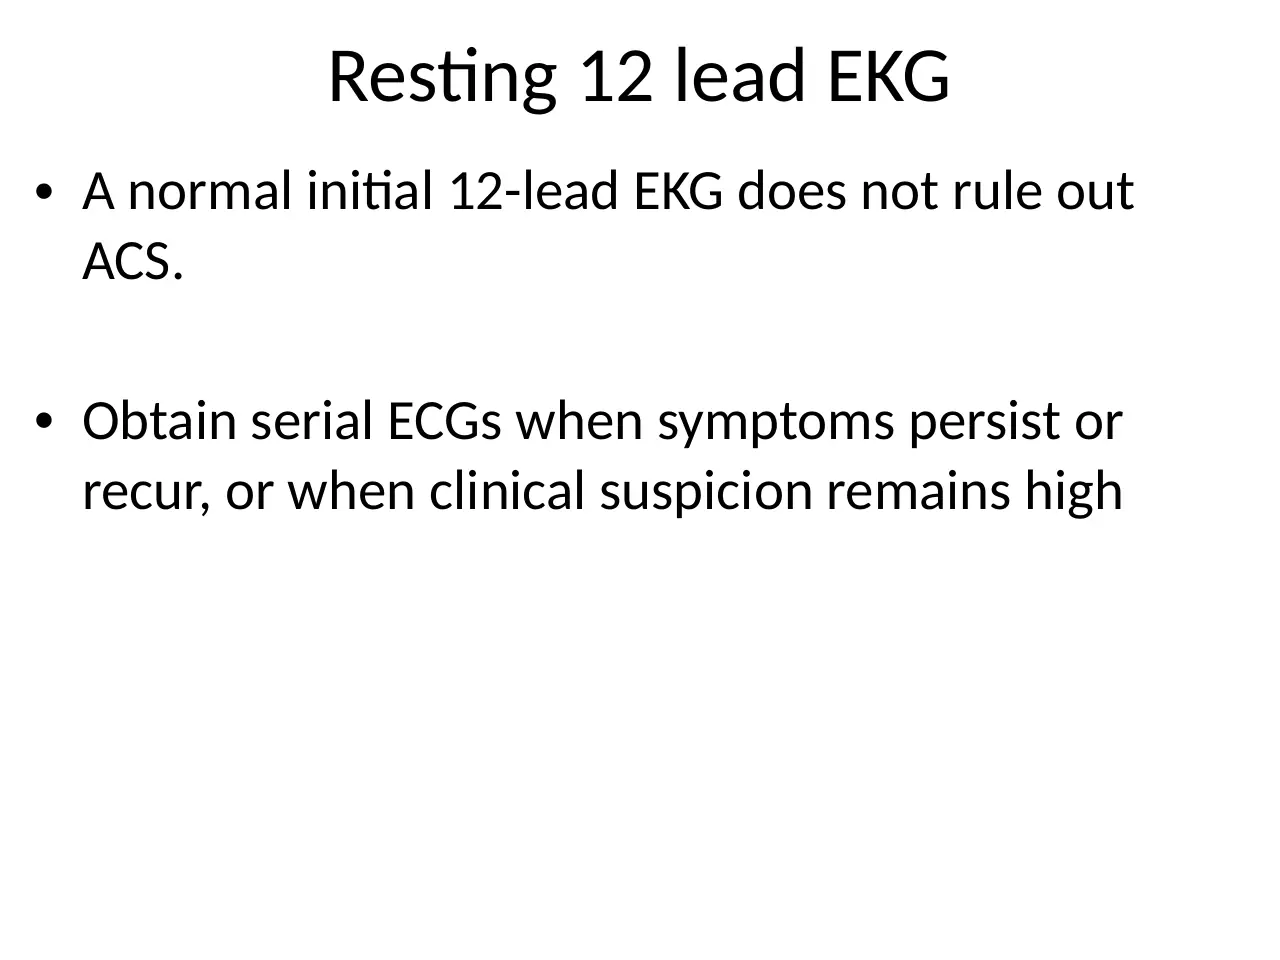 Resting 12 lead EKG
• A normal initial 12-lead EKG does not rule out
ACS.
• Obtain serial ECGs when symptoms persist or
recur, or when clinical suspicion remains high